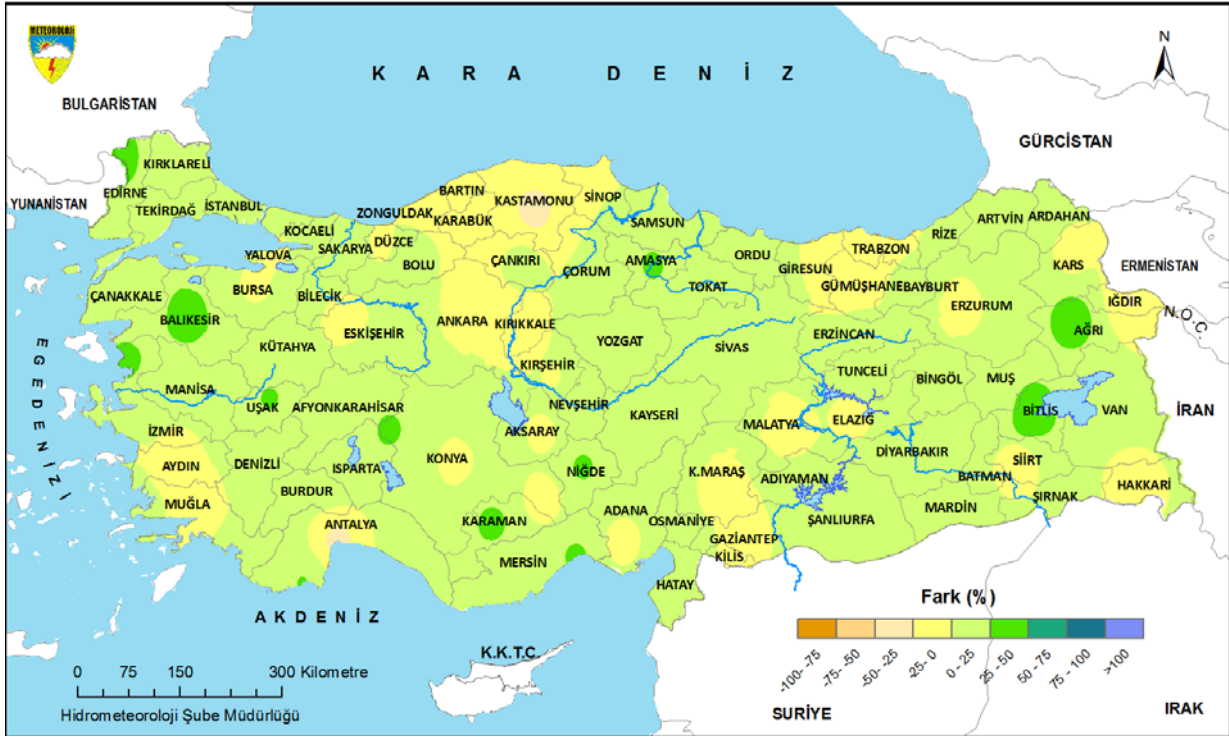 METEOROLOJİ
N
KARA DENİZ
BULGARİSTAN
GÜRCİSTAN
KIRKLARELİ
EDİRNE
YUNANİSTAN
TEKİRDAĞ
İSTANBUL
KOCAELİ
YALOVA
SAKARYA
ZONGULDAK
DÜZCE
BARTIN
KARABÜK
KASTAMONU
SİNOP
SAMSUN
BOLU
ÇANKIRI
ÇORUM
AMASYA
TOKAT
ORDU
GİRESUN
TRABZON
GÜMÜŞHANE
BAYBURT
RİZE
ARTVİN
ARDAHAN
KARS
ERMENİSTAN
IĞDIR
N.O.C.
ERZURUM
AĞRI
ÇANAKKALE
BALIKESİR
BURSA
BİLECİK
ESKİŞEHİR
KÜTAHYA
ANKARA
KIRIKKALE
KIRŞEHİR
YOZGAT
SİVAS
ERZİNCAN
TUNCELİ
BİNGÖL
MUŞ
BİTLİS
VAN
İRAN
EGEDENİZİ
MANİSA
UŞAK
AFYONKARAHİSAR
İZMİR
AYDIN
DENİZLİ
ISPARTA
BURDUR
MUĞLA
ANTALYA
KONYA
AKSARAY
NEVŞEHİR
KAYSERİ
NİĞDE
KARAMAN
MERSİN
ADANA
OSMANİYE
HATAY
K.MARAŞ
MALATYA
ELAZIĞ
ADIYAMAN
GAZİANTEP
KİLİS
ŞANLIURFA
DİYARBAKIR
MARDİN
BATMAN
SİİRT
ŞIRNAK
HAKKARİ
AKDENİZ
K.K.T.C.
SURİYE
IRAK
Fark (%)
-100- -75
-75- -50
-50- -25
-25- 0
0 - 25
25 - 50
50 - 75
75 - 100
>100
0 75 150 300 Kilometre
Hidrometeoroloji Şube Müdürlüğü